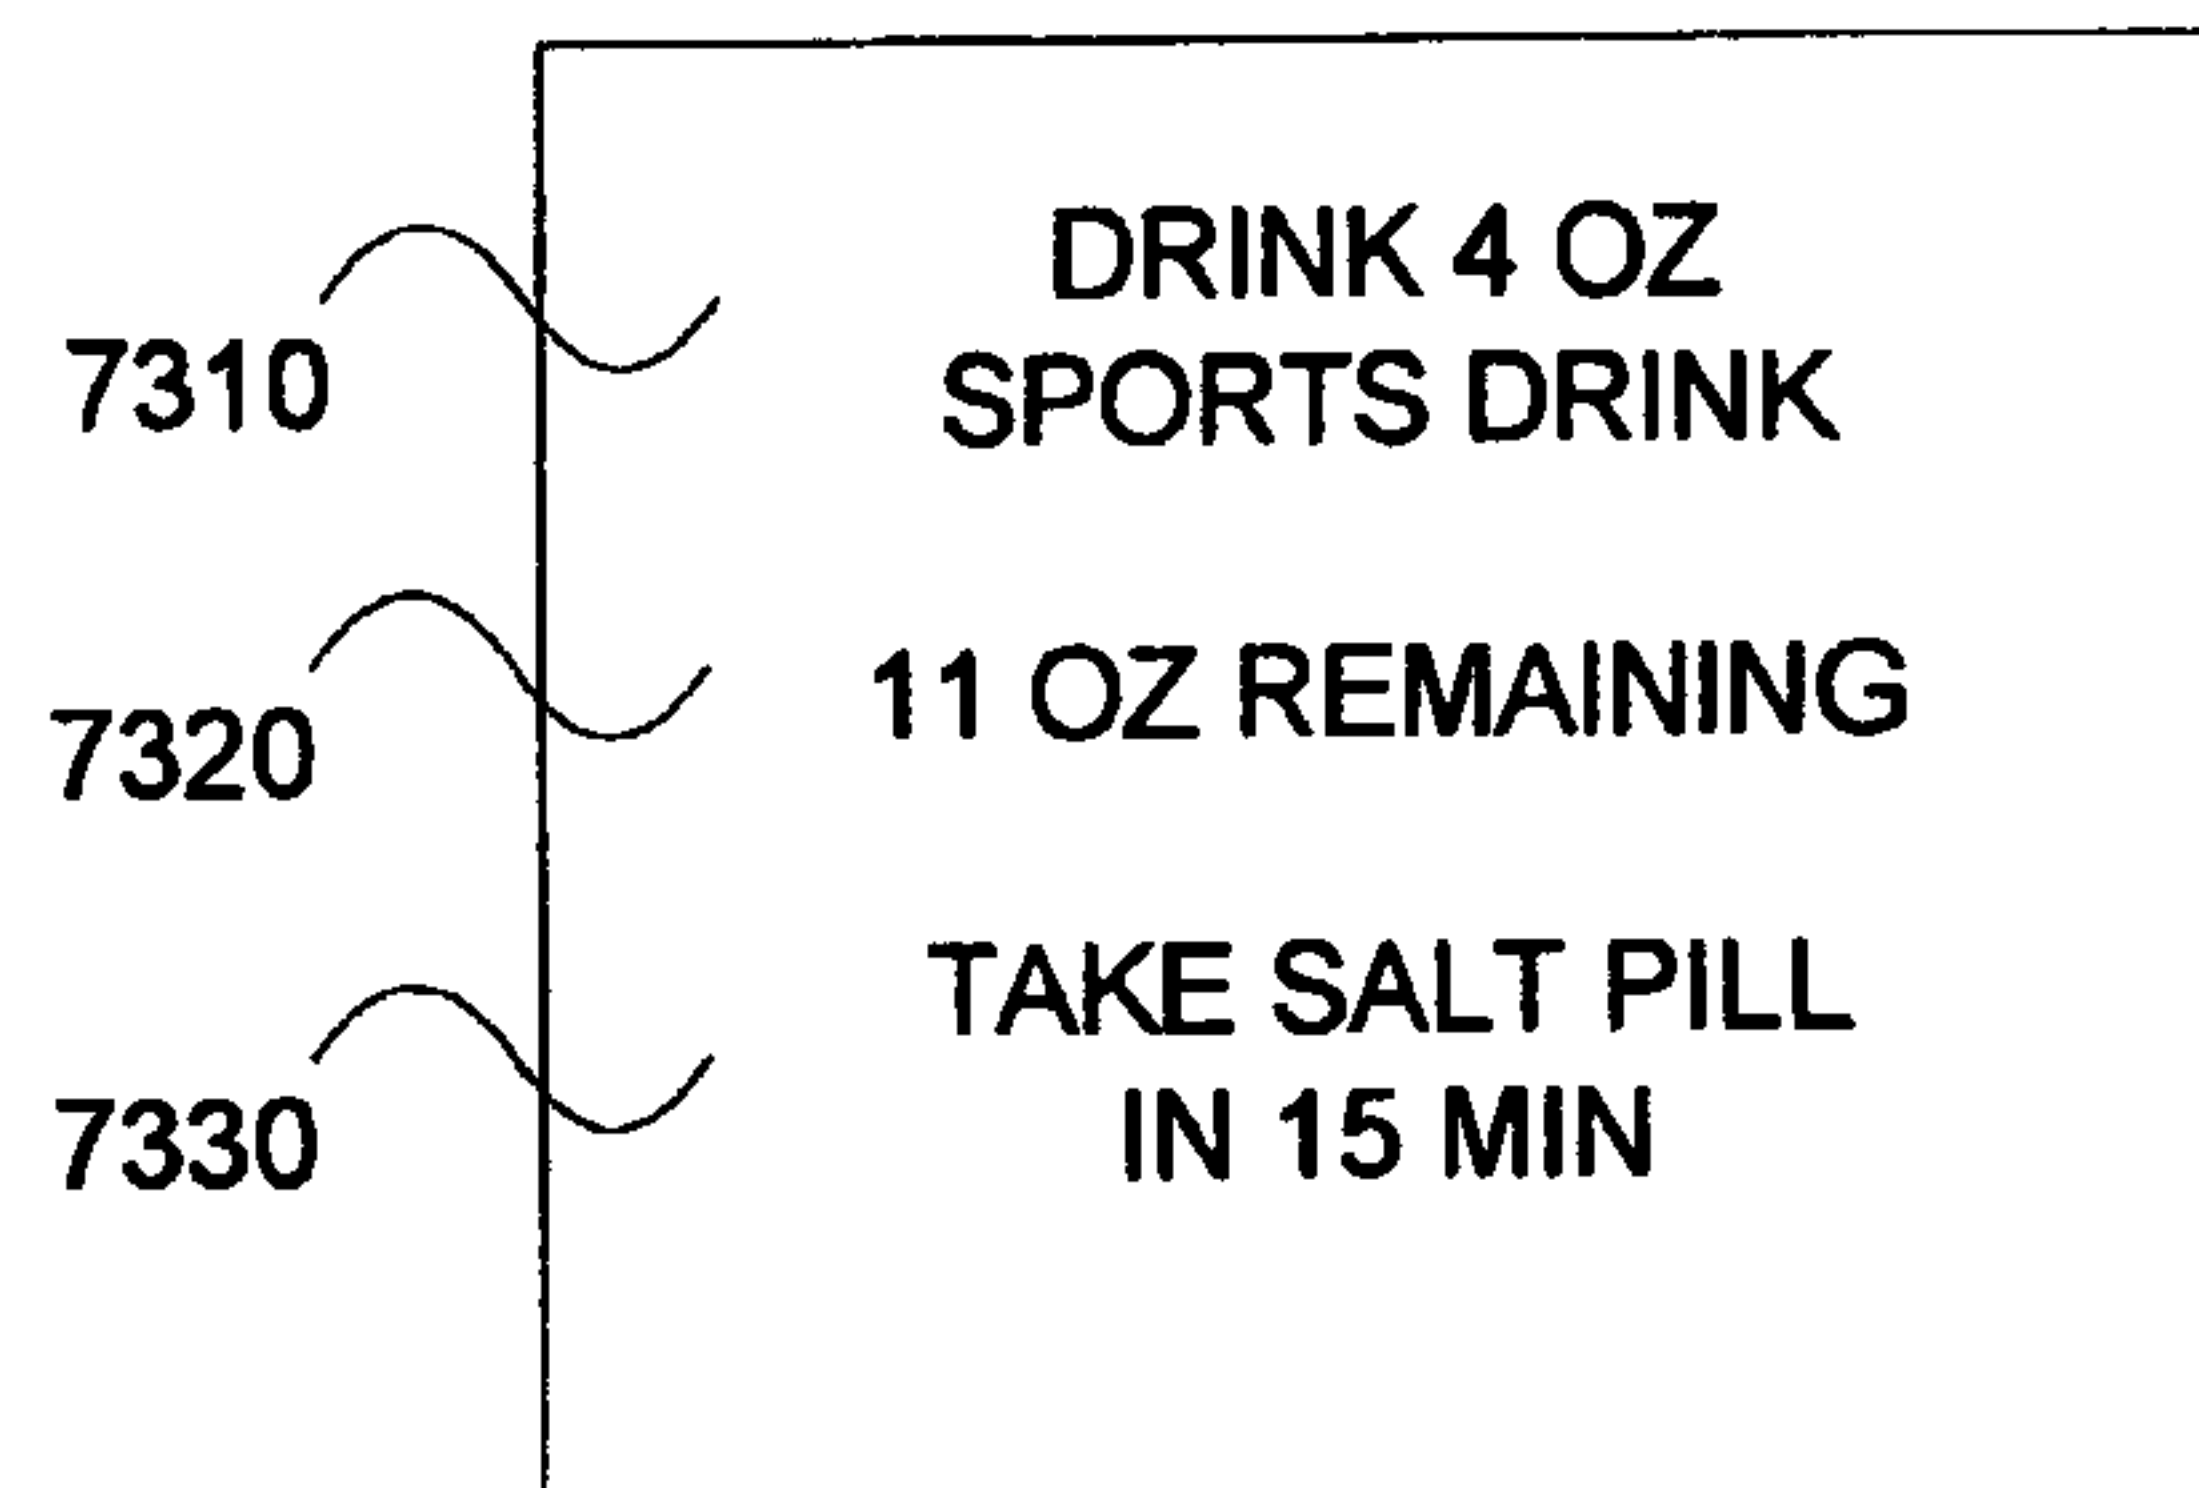 DRINK 4 OZ
7310
SPORTS DRINK
11 OZ REMAINING
7320
TAKE SALT PILL
7330
IN 15 MIN